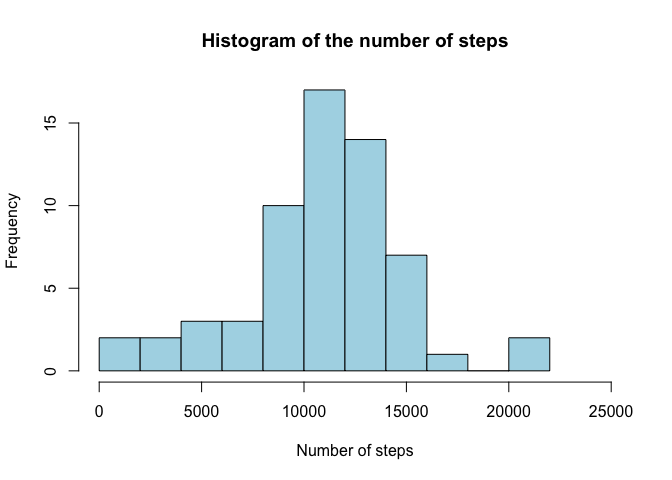 Histogram of the number of steps
Frequency
15
10
5
0
0 5000 10000 15000 20000 25000
Number of steps